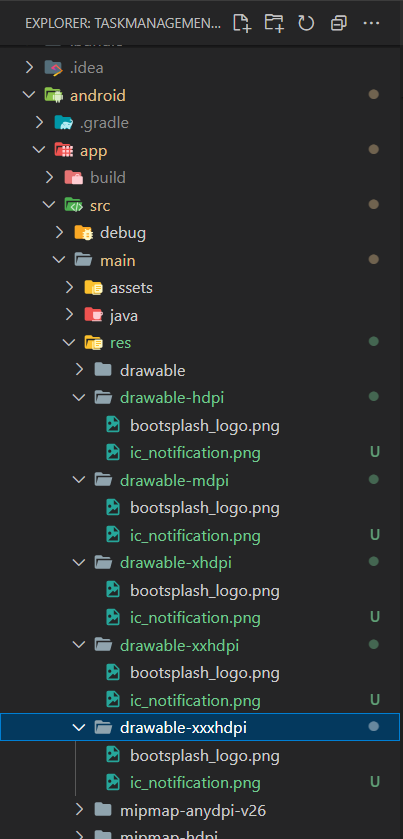 EXPLORER: TASKMANAGEMEN...
.idea
android
.gradle
app
build
src
debug
main
assets
java
res
drawable
drawable-hdpi
bootsplash_logo.png
ic_notification.png U
drawable-mdpi
bootsplash_logo.png
ic_notification.png U
drawable-xhdpi
bootsplash_logo.png
ic_notification.png U
drawable-xxhdpi
bootsplash_logo.png
ic_notification.png U
drawable-xxxhdpi
bootsplash_logo.png
ic_notification.png U
mipmap-anydpi-v26
mipmap-hdpi